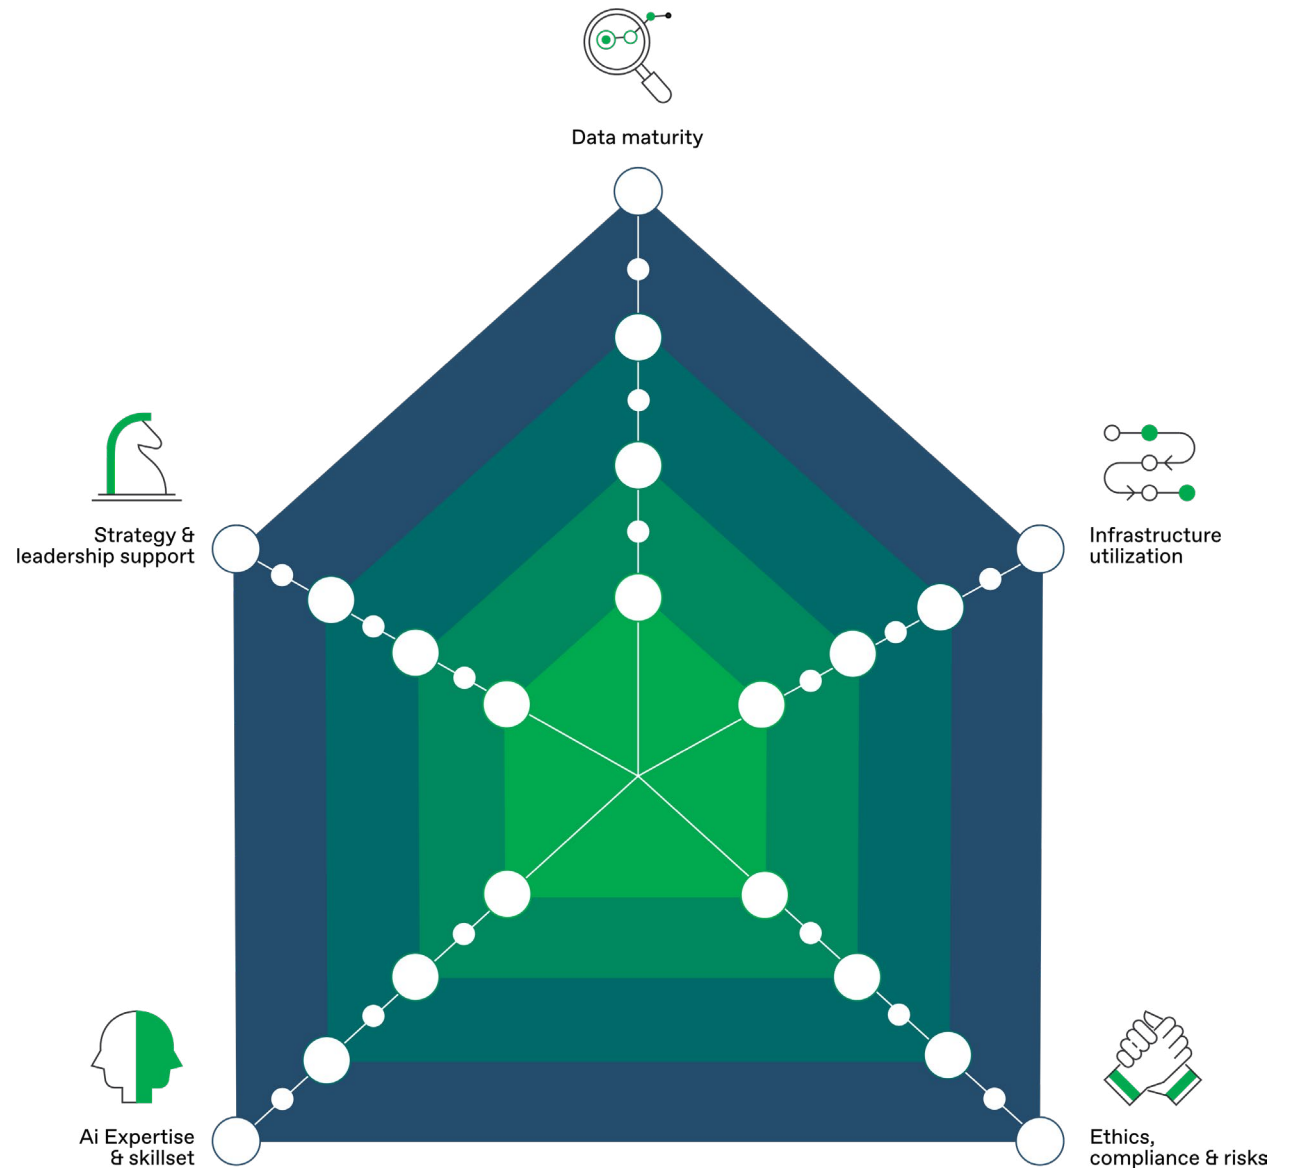 Data maturity
Strategy &
leadership support
Infrastructure
utilization
Ai Expertise
& skillset
Ethics,
compliance & risks